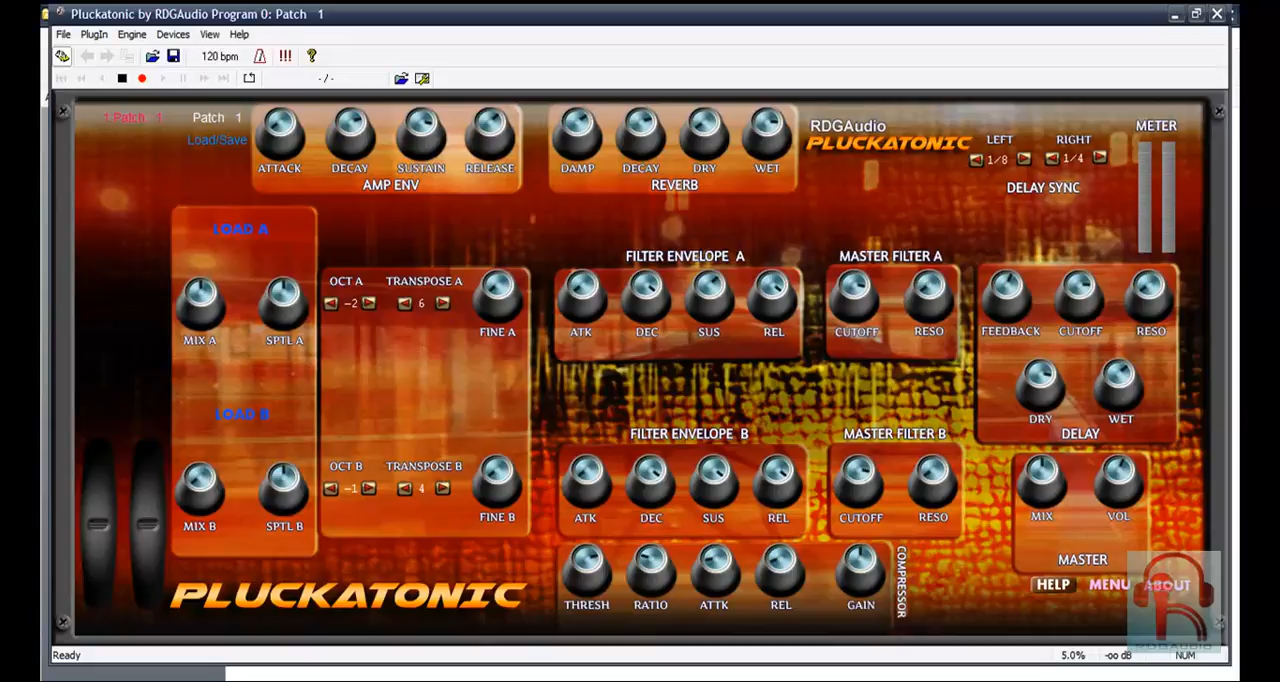 Pluckatonic by RDGAudio Program 0: Patch 1
File PlugIn Engine Devices View Help
120 bpm !!! ?
- / -
1 Patch 1 Patch 1
Load/Save
ATTACK DECAY SUSTAIN RELEASE
AMP ENV
DAMP DECAY DRY WET
REVERB
RDGAudio
PLUCKATONIC
LEFT RIGHT
1/8 1/4
DELAY SYNC
METER
LOAD A
MIX A SPTL A
OCT A TRANSPOSE A
-2 6
FINE A
FILTER ENVELOPE A
ATK DEC SUS REL
MASTER FILTER A
CUTOFF RESO
FEEDBACK CUTOFF RESO
DRY WET
DELAY
LOAD B
MIX B SPTL B
OCT B TRANSPOSE B
-1 4
FINE B
FILTER ENVELOPE B
ATK DEC SUS REL
MASTER FILTER B
CUTOFF RESO
MIX VOL
MASTER
THRESH RATIO ATTK REL GAIN
COMPRESSOR
PLUCKATONIC
HELP MENU ABOUT
RDGAUDIO
Ready
5.0% -oo dB NUM